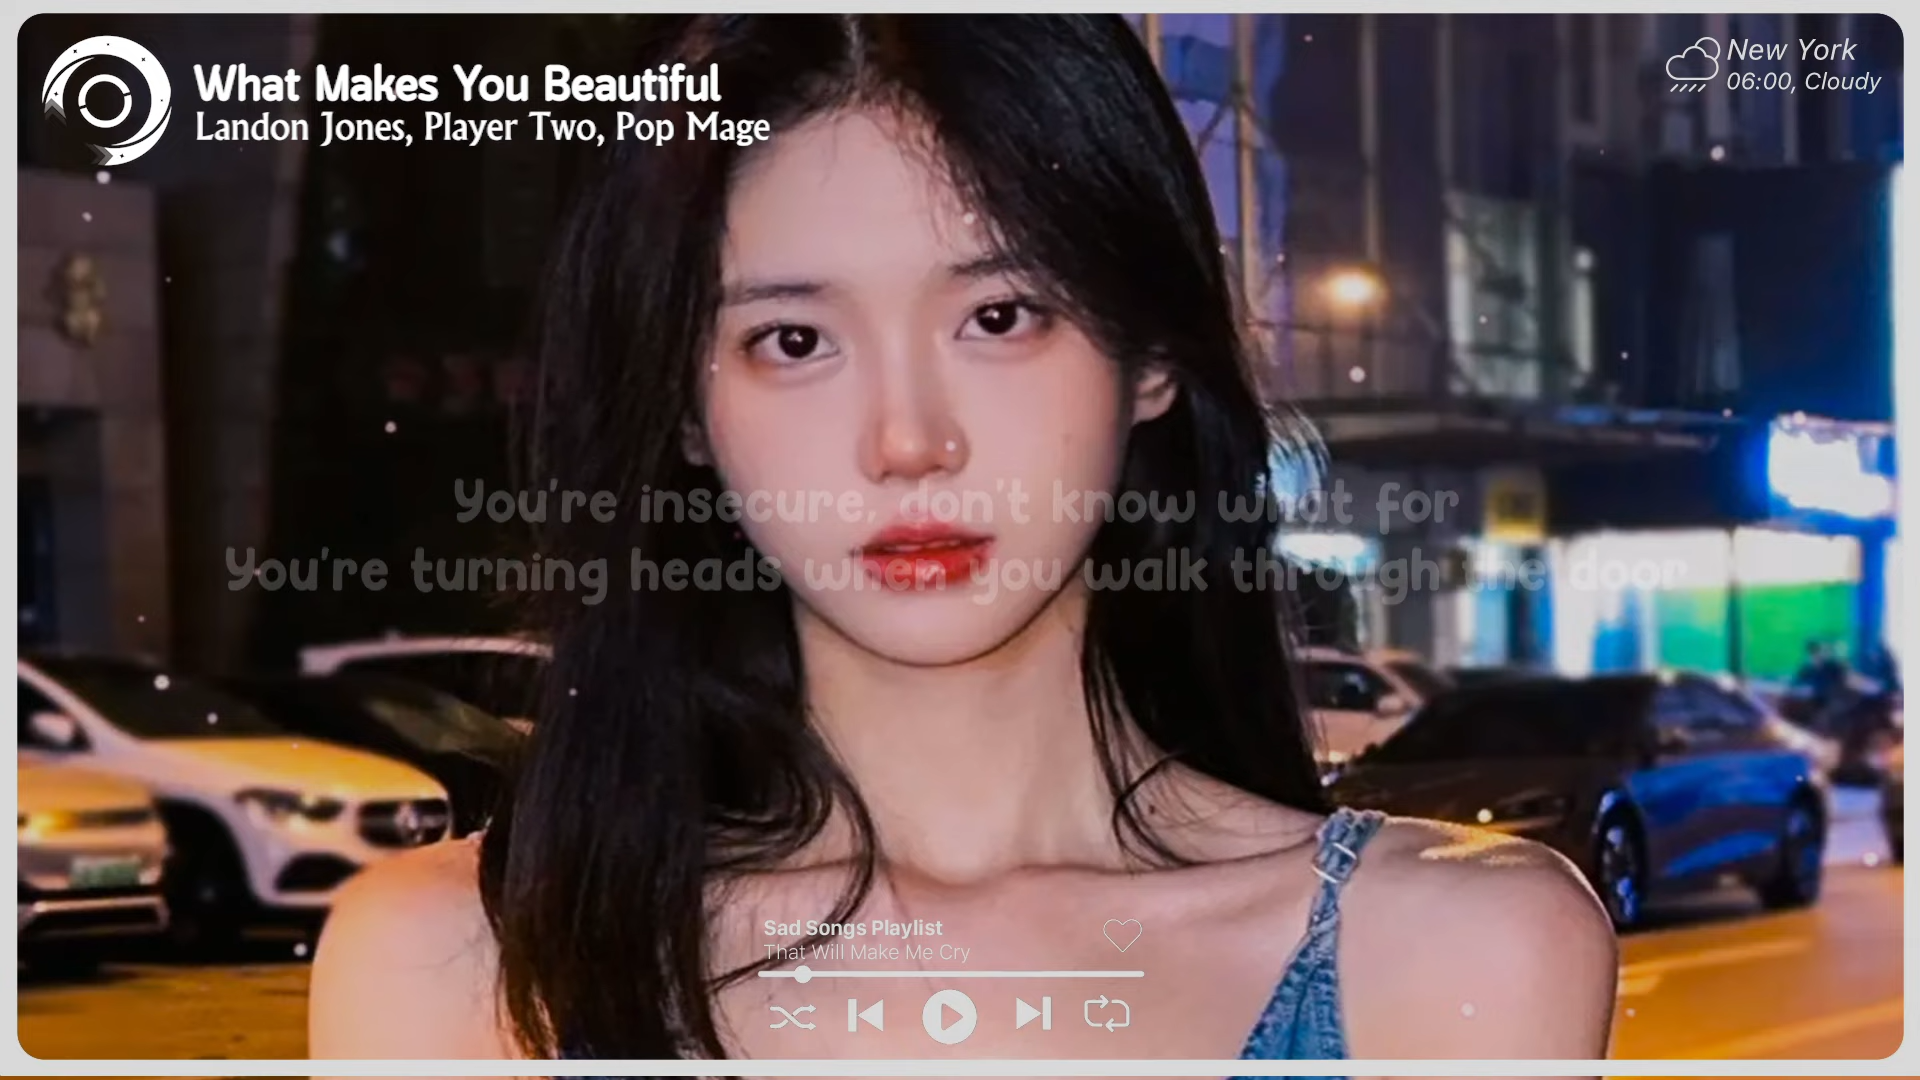 What Makes You Beautiful
Landon Jones, Player Two, Pop Mage
New York
06:00, Cloudy
You're insecure, don't know what for
You're turning heads when you walk through the door
Sad Songs Playlist
That Will Make Me Cry